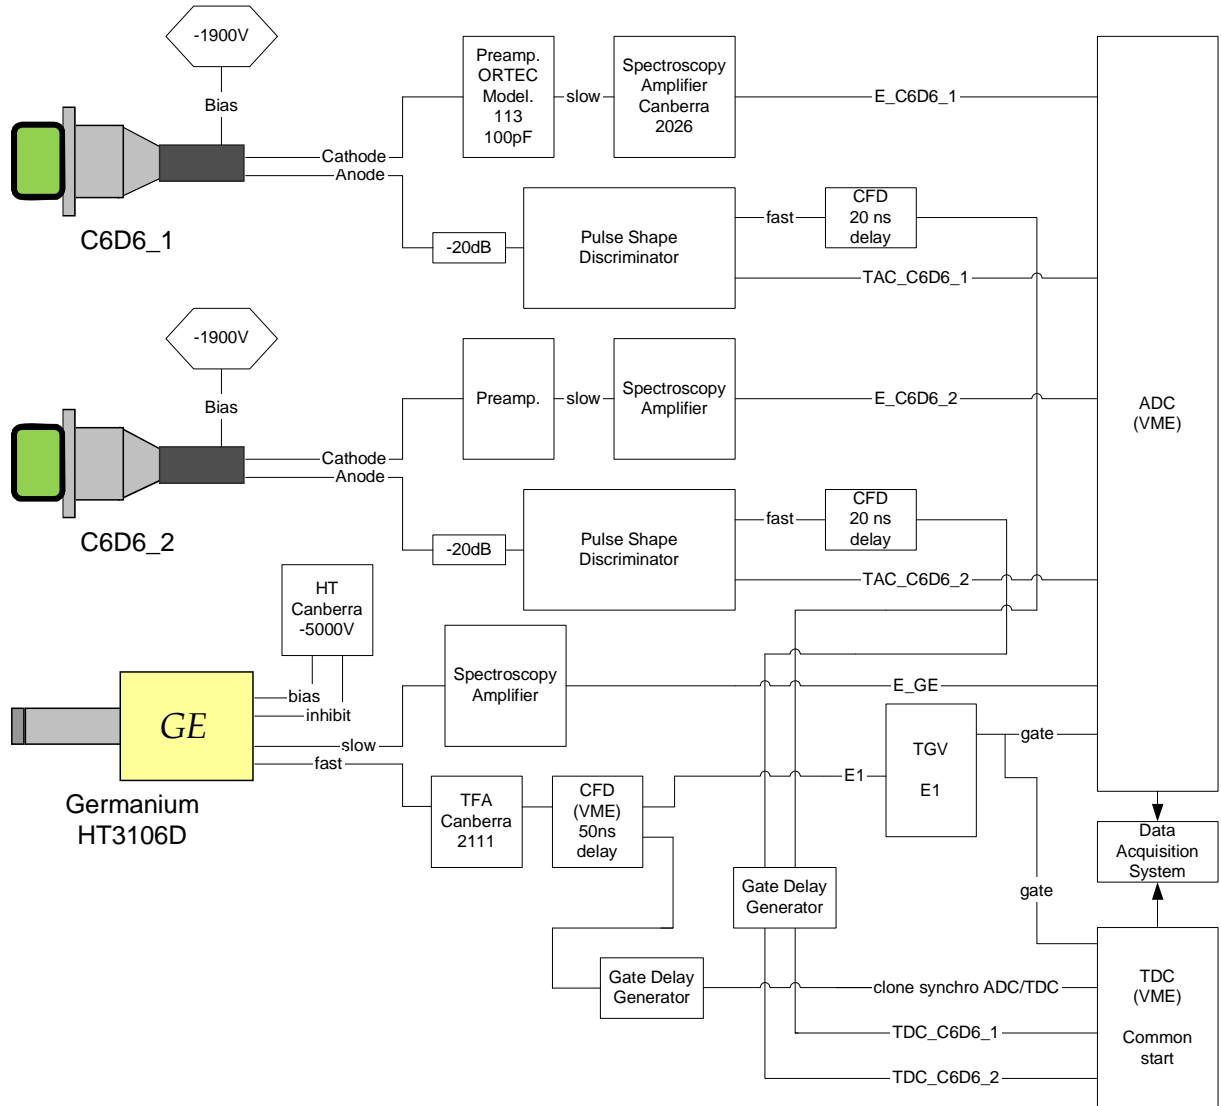 -1900V
Bias
Cathode
Anode
C6D6_1
Preamp.
ORTEC
Model.
113
100pF
slow
Spectroscopy
Amplifier
Canberra
2026
E_C6D6_1
-20dB
Pulse Shape
Discriminator
fast
CFD
20 ns
delay
TAC_C6D6_1
-1900V
Bias
Cathode
Anode
C6D6_2
Preamp.
slow
Spectroscopy
Amplifier
E_C6D6_2
-20dB
Pulse Shape
Discriminator
fast
CFD
20 ns
delay
TAC_C6D6_2
ADC
(VME)
HT
Canberra
-5000V
bias
inhibit
GE
slow
fast
Germanium
HT3106D
Spectroscopy
Amplifier
E_GE
TFA
Canberra
2111
CFD
(VME)
50ns
delay
E1
TGV
E1
gate
gate
Data
Acquisition
System
Gate Delay
Generator
Gate Delay
Generator
clone synchro ADC/TDC
TDC_C6D6_1
TDC_C6D6_2
TDC
(VME)
Common
start